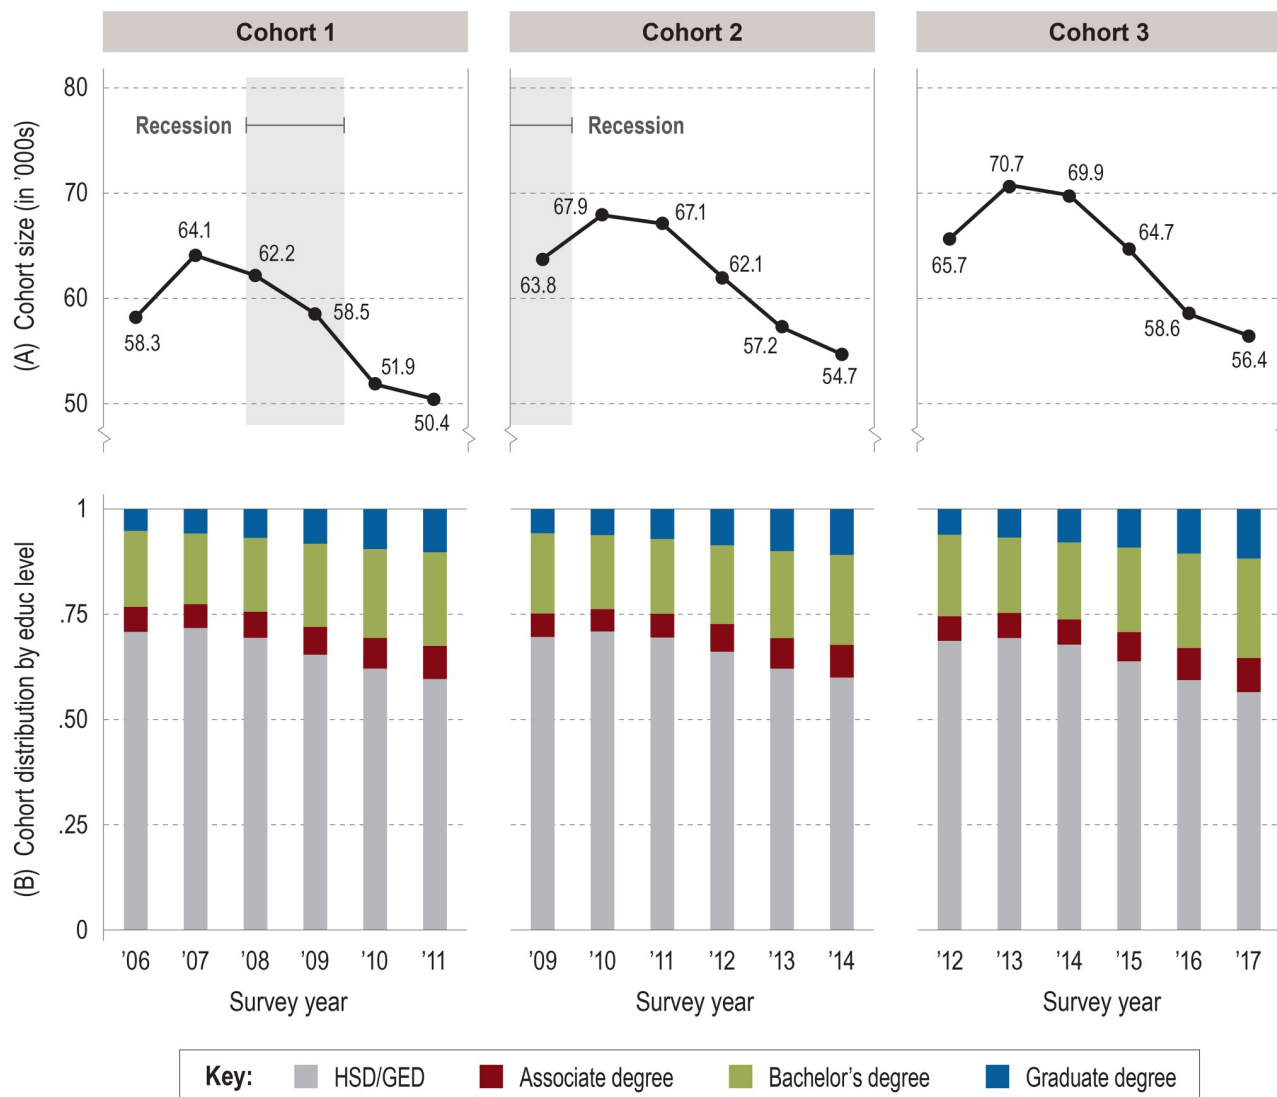 Cohort 1
Cohort 2
Cohort 3
(A) Cohort size (in '000s)
80
70
60
50
Recession
58.3
64.1
62.2
58.5
51.9
50.4
Recession
63.8
67.9
67.1
62.1
57.2
54.7
65.7
70.7
69.9
64.7
58.6
56.4
(B) Cohort distribution by educ level
1
.75
.50
.25
0
'06 '07 '08 '09 '10 '11
'09 '10 '11 '12 '13 '14
'12 '13 '14 '15 '16 '17
Survey year
Survey year
Survey year
Key: HSD/GED Associate degree Bachelor's degree Graduate degree